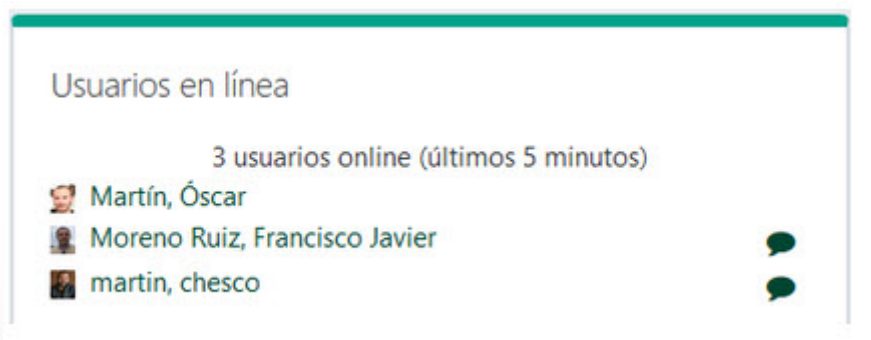 Usuarios en línea
3 usuarios online (últimos 5 minutos)
Martín, Óscar
Moreno Ruiz, Francisco Javier
martin, chesco